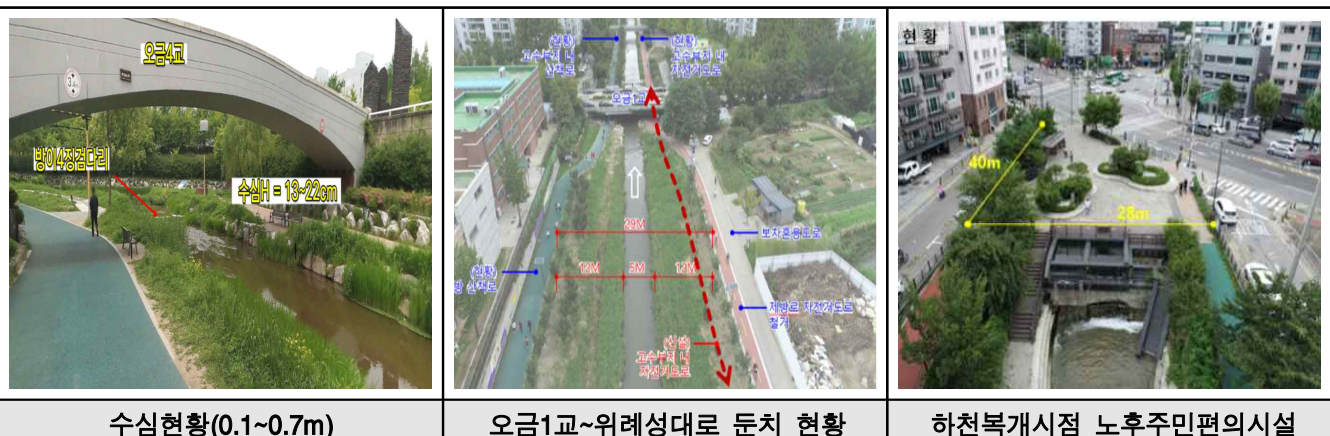 오금4교
방이4징검다리
수심H = 13~22cm
수심현황(0.1~0.7m)
(현황)
고수부지 내
산책로
(현황)
고수부지 내
자전거도로
오금1교
29M
12M
5M
12M
보차혼용도로
(현황)
방 산책로
제방로 자전거도로
철거
(신설)
고수부지 내
자전거도로
오금1교~위례성대로 둔치 현황
현 황
40m
28m
하천복개시점 노후주민편의시설